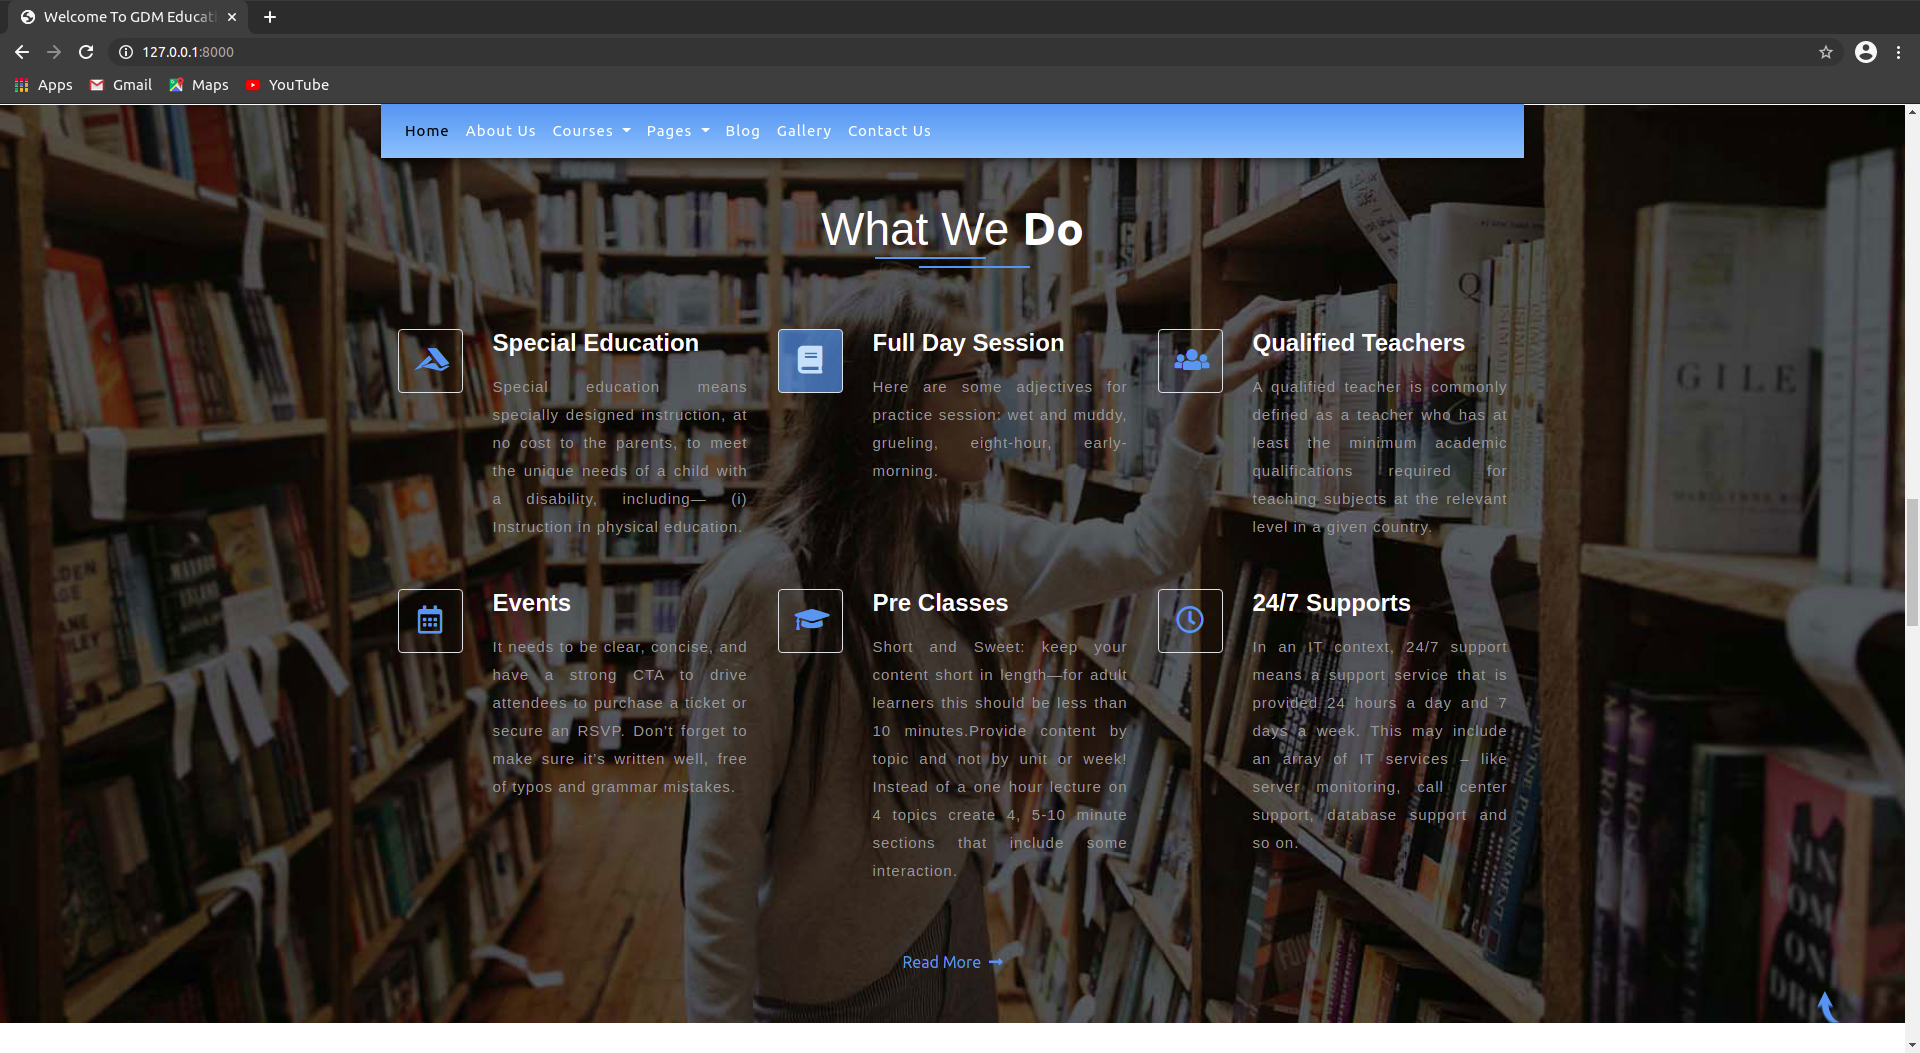 Welcome To GDM Educati
127.0.0.1:8000
Apps Gmail Maps YouTube
Home About Us Courses Pages Blog Gallery Contact Us
What We Do
Special Education
Special education means
specially designed instruction, at
no cost to the parents, to meet
the unique needs of a child with
a disability, including— (i)
Instruction in physical education.
Full Day Session
Here are some adjectives for
practice session: wet and muddy,
grueling, eight-hour, early-
morning.
Qualified Teachers
A qualified teacher is commonly
defined as a teacher who has at
least the minimum academic
qualifications required for
teaching subjects at the relevant
level in a given country.
Events
It needs to be clear, concise, and
have a strong CTA to drive
attendees to purchase a ticket or
secure an RSVP. Don't forget to
make sure it's written well, free
of typos and grammar mistakes.
Pre Classes
Short and Sweet: keep your
content short in length—for adult
learners this should be less than
10 minutes.Provide content by
topic and not by unit or week!
Instead of a one hour lecture on
4 topics create 4, 5-10 minute
sections that include some
interaction.
24/7 Supports
In an IT context, 24/7 support
means a support service that is
provided 24 hours a day and 7
days a week. This may include
an array of IT services – like
server monitoring, call center
support, database support and
so on.
Read More
GILE